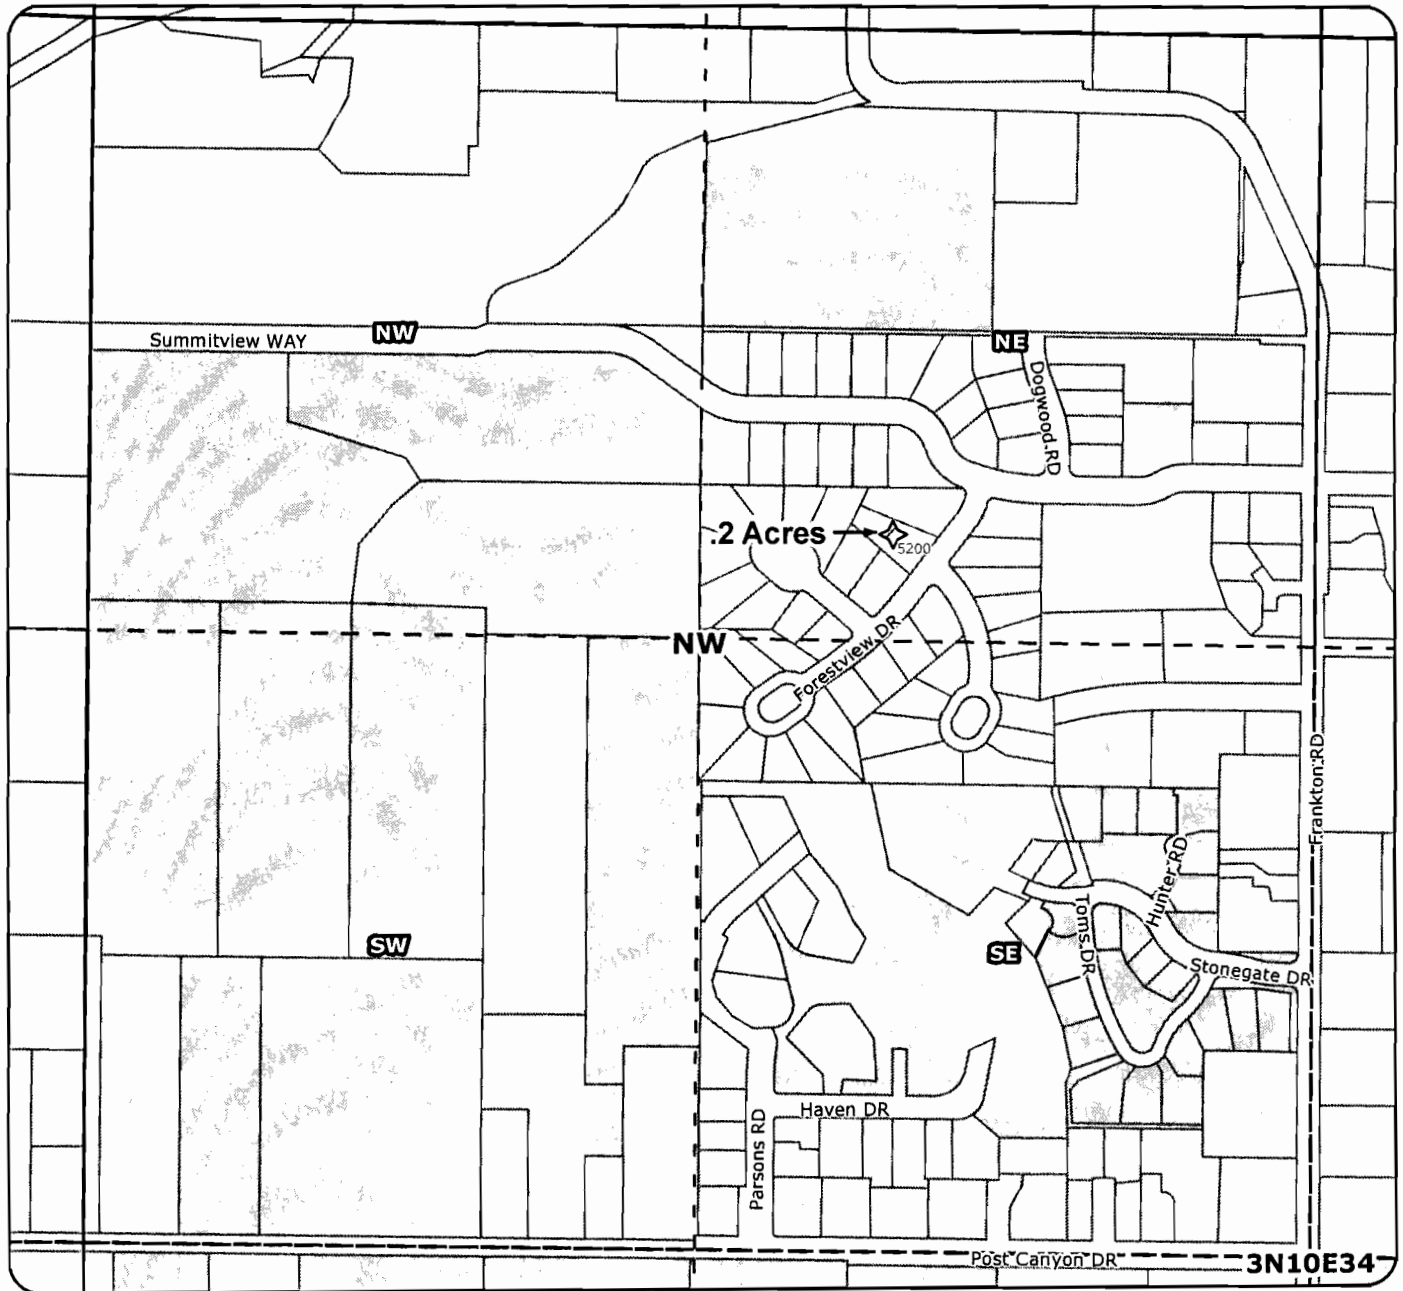 Summitview WAY
NW
NE
Dogwood RD
.2 Acres
5200
NW
Forestview DR
Frankton RD
Hunter RD
SW
SE
Toms DR
Stonegate DR
Haven DR
Parsons RD
Post Canyon DR
3N10E34